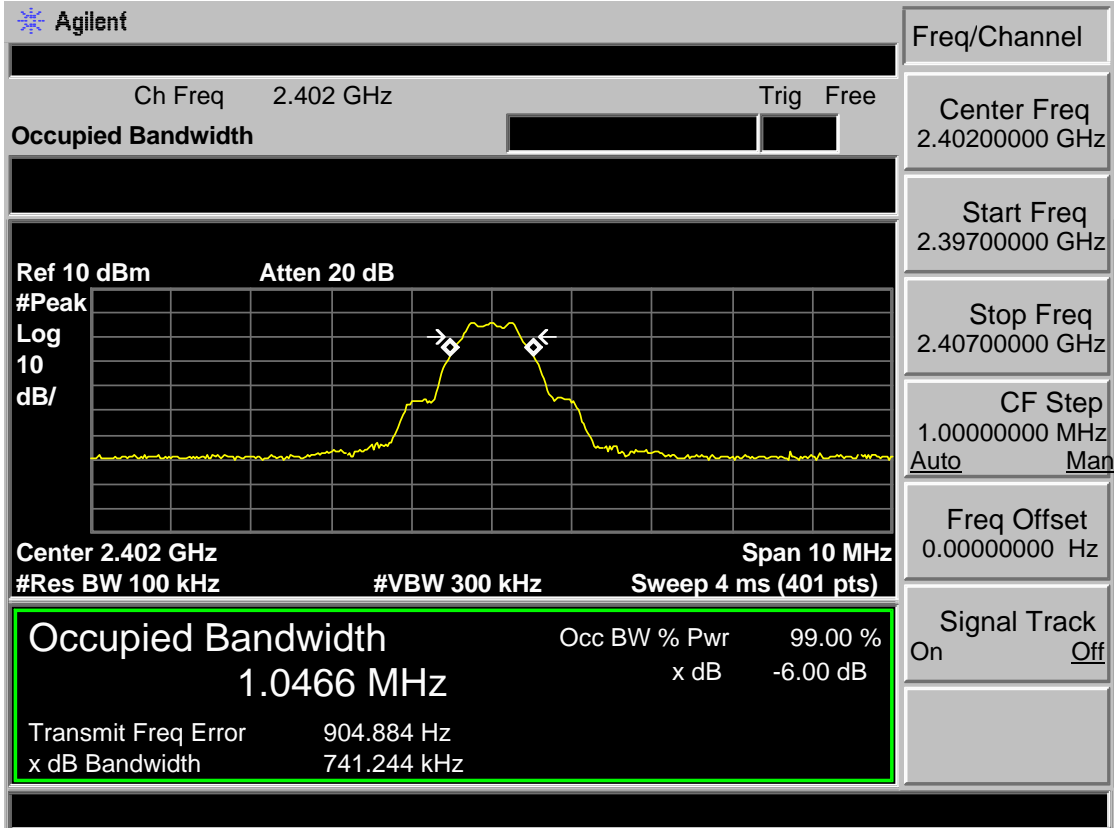 Agilent
Freq/Channel
Ch Freq 2.402 GHz Trig Free
Occupied Bandwidth
Center Freq
2.40200000 GHz
Start Freq
2.39700000 GHz
Ref 10 dBm Atten 20 dB
#Peak
Log
10
dB/
Stop Freq
2.40700000 GHz
CF Step
1.00000000 MHz
Auto Man
Center 2.402 GHz Span 10 MHz
#Res BW 100 kHz #VBW 300 kHz Sweep 4 ms (401 pts)
Freq Offset
0.00000000 Hz
Occupied Bandwidth
1.0466 MHz
Occ BW % Pwr 99.00 %
x dB -6.00 dB
Transmit Freq Error 904.884 Hz
x dB Bandwidth 741.244 kHz
Signal Track
On Off